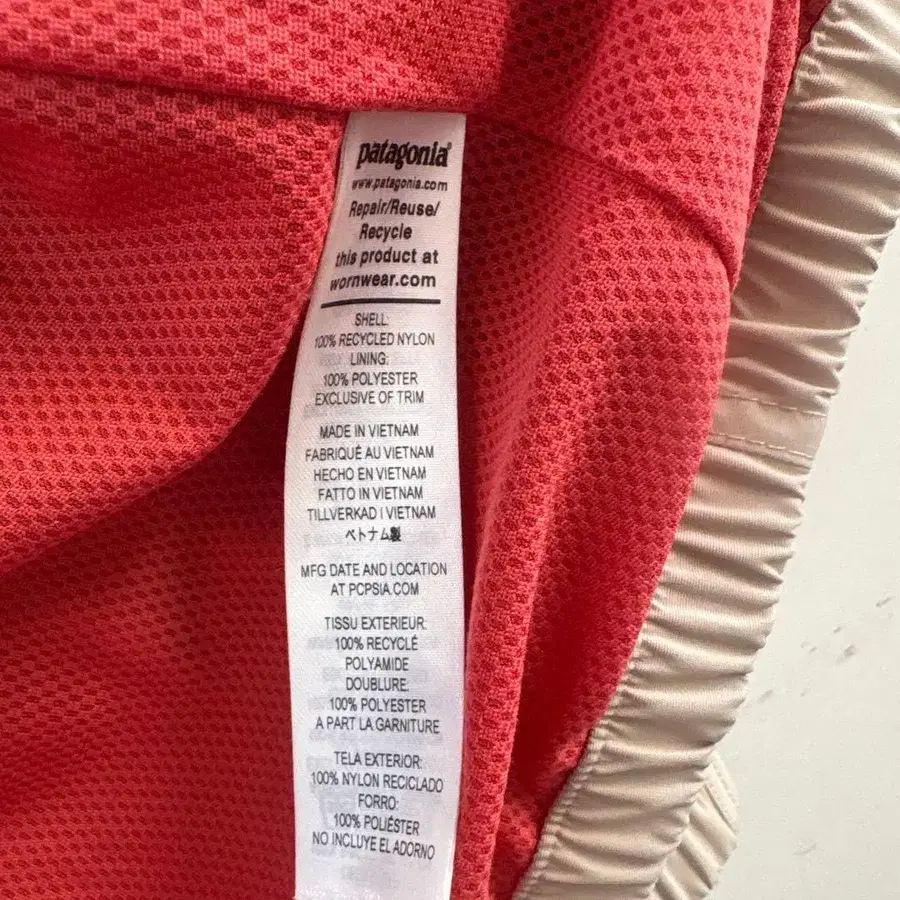 patagonia®
www.patagonia.com
Repair/Reuse/
Recycle
this product at
wornwear.com
SHELL:
100% RECYCLED NYLON
LINING:
100% POLYESTER
EXCLUSIVE OF TRIM
MADE IN VIETNAM
FABRIQUÉ AU VIETNAM
HECHO EN VIETNAM
FATTO IN VIETNAM
TILLVERKAD I VIETNAM
ベトナム製
MFG DATE AND LOCATION
AT PCPSIA.COM
TISSU EXTERIEUR:
100% RECYCLÉ
POLYAMIDE
DOUBLURE:
100% POLYESTER
A PART LA GARNITURE
TELA EXTERIOR:
100% NYLON RECICLADO
FORRO:
100% POLIÉSTER
NO INCLUYE EL ADORNO